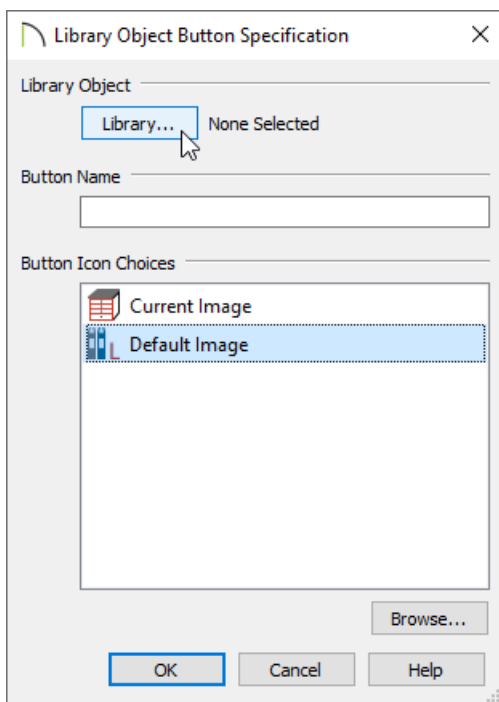 Library Object Button Specification
Library Object
Library... None Selected
Button Name
Button Icon Choices
Current Image
L Default Image
Browse...
OK Cancel Help